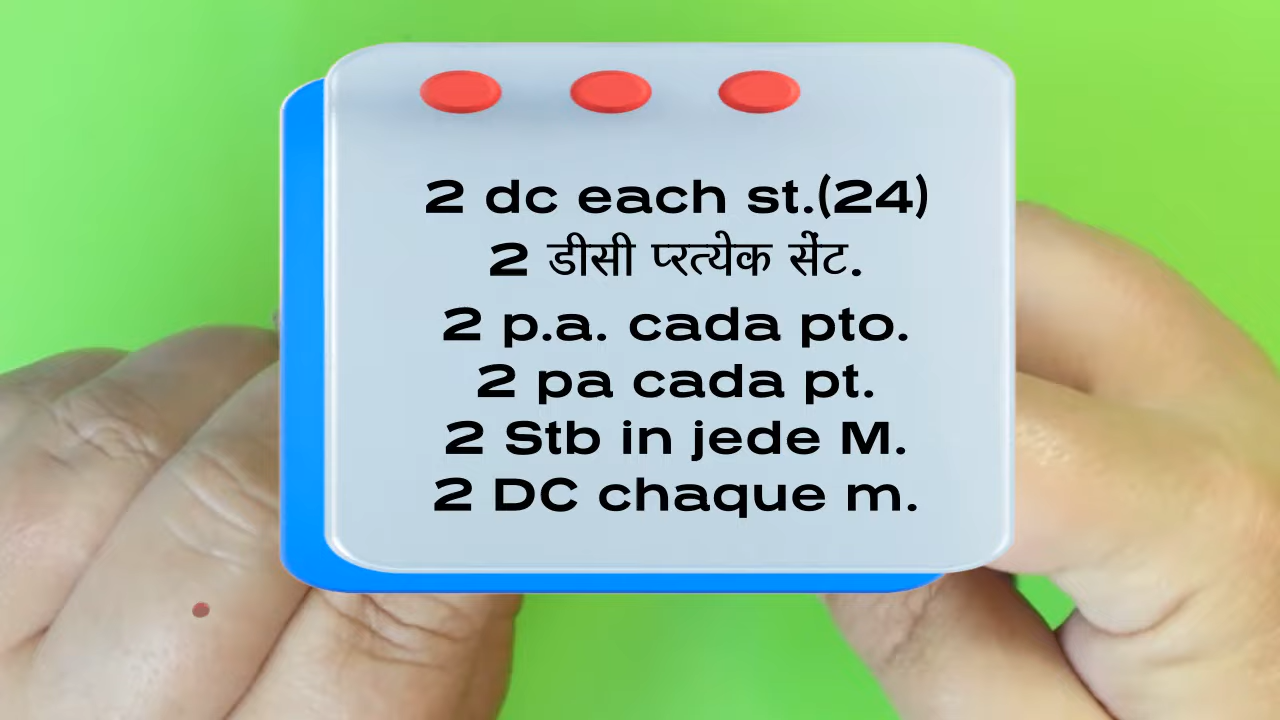 2 dc each st.(24)
2 डीसी प्रत्येक सेंट.
2 p.a. cada pto.
2 pa cada pt.
2 Stb in jede M.
2 DC chaque m.